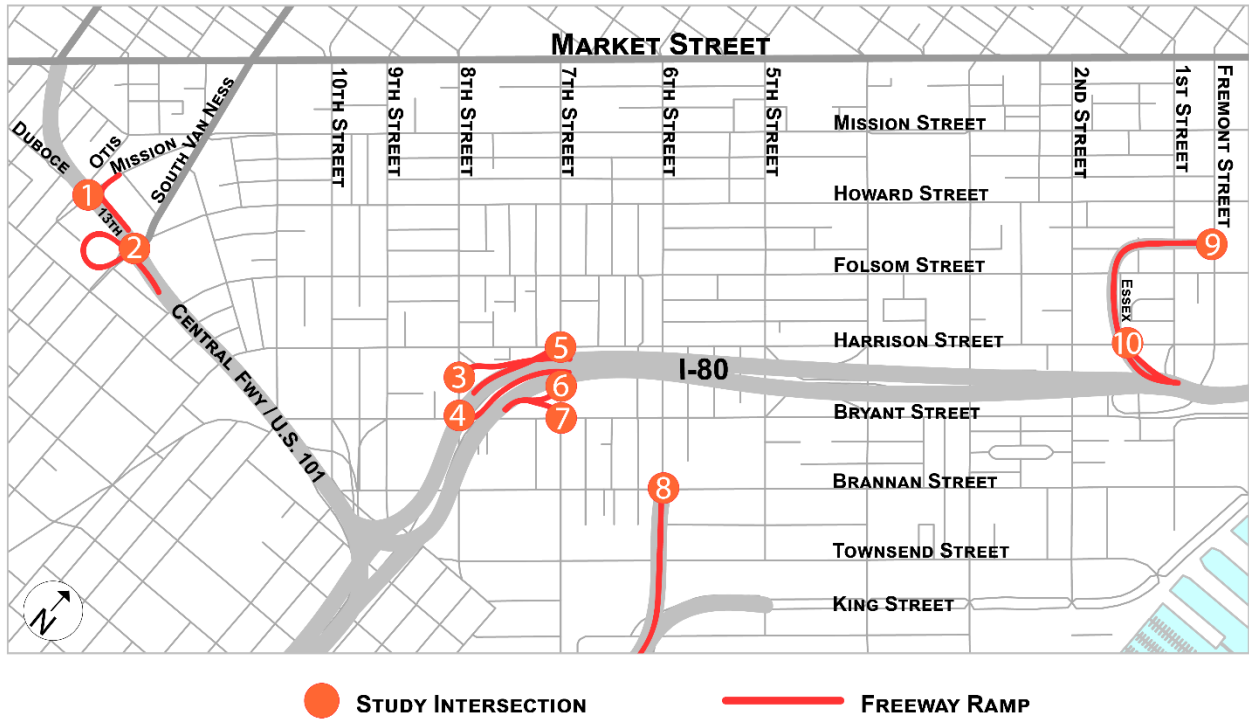 MARKET STREET
DUBOCE
OTIS
MISSION
SOUTH VAN NESS
10TH STREET
9TH STREET
8TH STREET
7TH STREET
6TH STREET
5TH STREET
2ND STREET
1ST STREET
FREMONT STREET
MISSION STREET
HOWARD STREET
FOLSOM STREET
HARRISON STREET
BRYANT STREET
BRANNAN STREET
TOWNSEND STREET
KING STREET
1
13TH
2
CENTRAL FWY / U.S. 101
3
4
5
6
7
I-80
8
9
ESSEX
10
N
STUDY INTERSECTION
FREEWAY RAMP